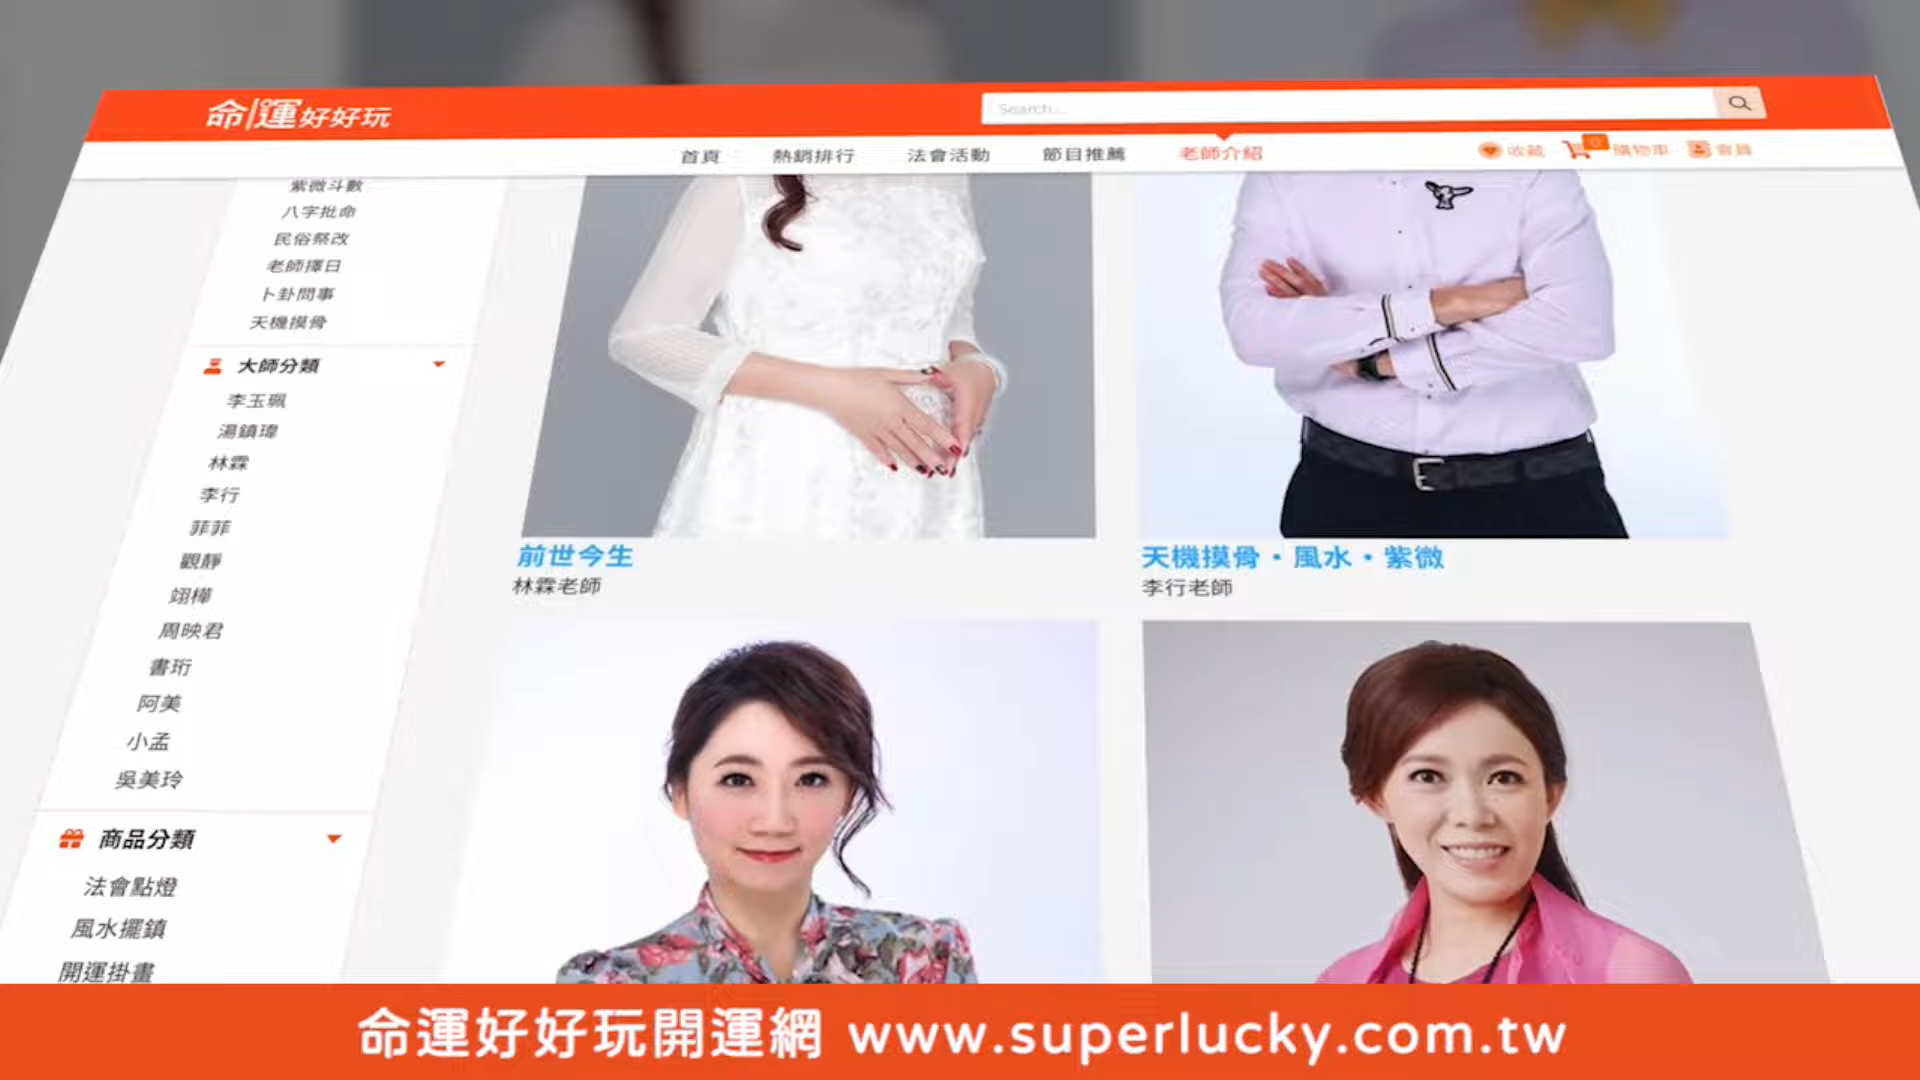 命運好好玩
Search...
首頁 熱銷排行 法會活動 節目推薦 老師介紹 收藏 0 購物車 會員
紫微斗數
八字批命
民俗祭改
老師擇日
卜卦問事
天機摸骨
大師分類
李玉珮
湯鎮瑋
林霖
李行
菲菲
觀靜
翊樺
周映君
書珩
阿美
小孟
吳美玲
商品分類
法會點燈
風水擺鎮
開運掛畫
前世今生
林霖老師
天機摸骨・風水・紫微
李行老師
命運好好玩開運網 www.superlucky.com.tw